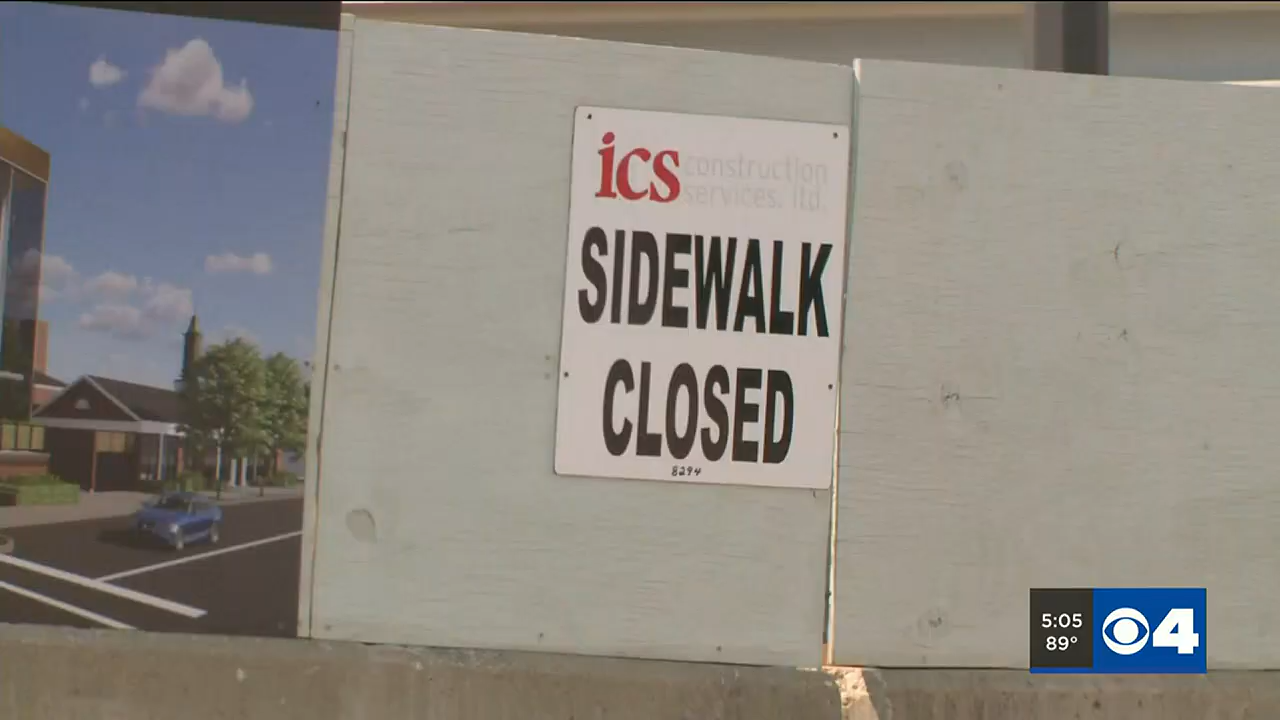 ics construction
services, ltd.
SIDEWALK
CLOSED
8294
5:05
89°
4